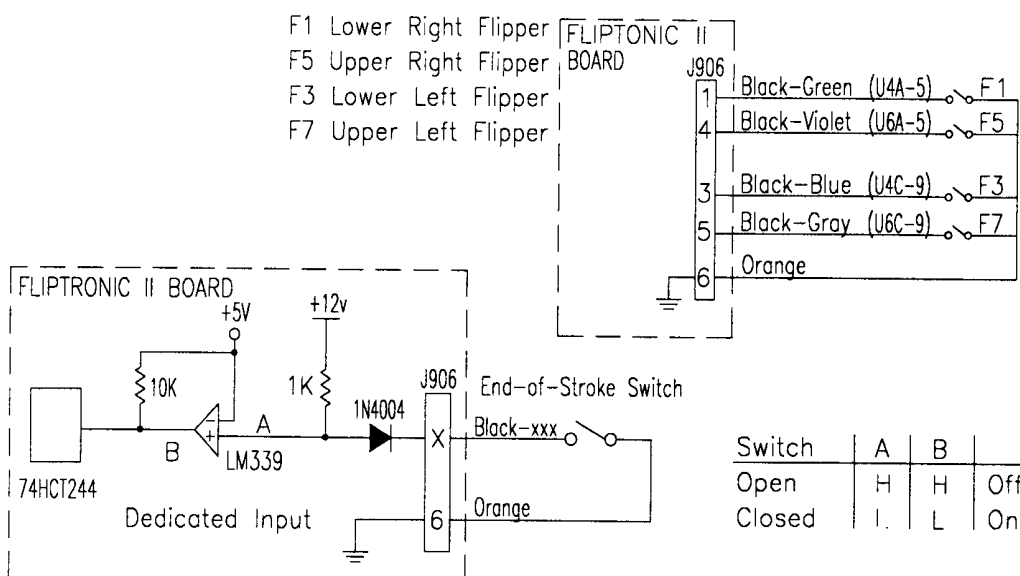 F1 Lower Right Flipper
F5 Upper Right Flipper
F3 Lower Left Flipper
F7 Upper Left Flipper
FLIPTONIC II
BOARD
J906
1 Black-Green (U4A-5) F1
4 Black-Violet (U6A-5) F5
3 Black-Blue (U4C-9) F3
5 Black-Gray (U6C-9) F7
6 Orange
FLIPTRONIC II BOARD
+5V
+12v
10K
1K
1N4004
J906
End-of-Stroke Switch
A
B
LM339
X
Black-xxx
74HCT244
Dedicated Input
6
Orange
Switch A B
Open H H Off
Closed L L On